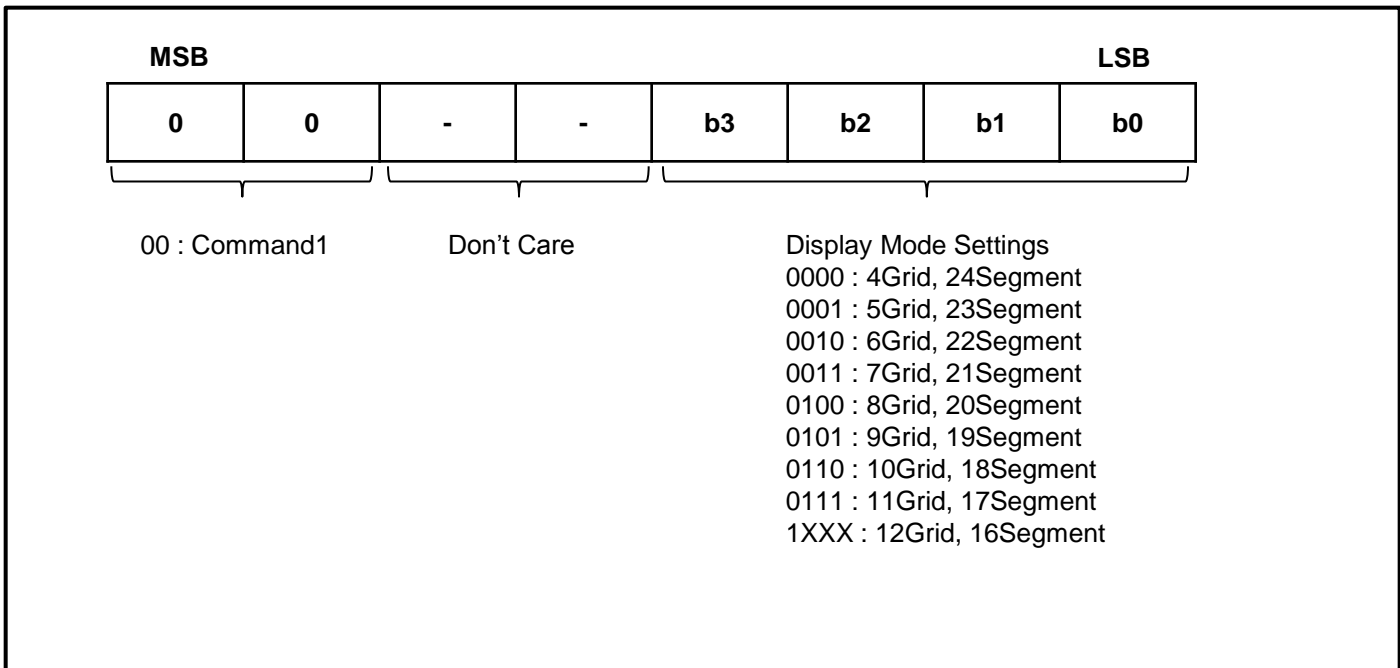 MSB LSB
0 0 - - b3 b2 b1 b0
00 : Command1 Don’t Care Display Mode Settings
0000 : 4Grid, 24Segment
0001 : 5Grid, 23Segment
0010 : 6Grid, 22Segment
0011 : 7Grid, 21Segment
0100 : 8Grid, 20Segment
0101 : 9Grid, 19Segment
0110 : 10Grid, 18Segment
0111 : 11Grid, 17Segment
1XXX : 12Grid, 16Segment